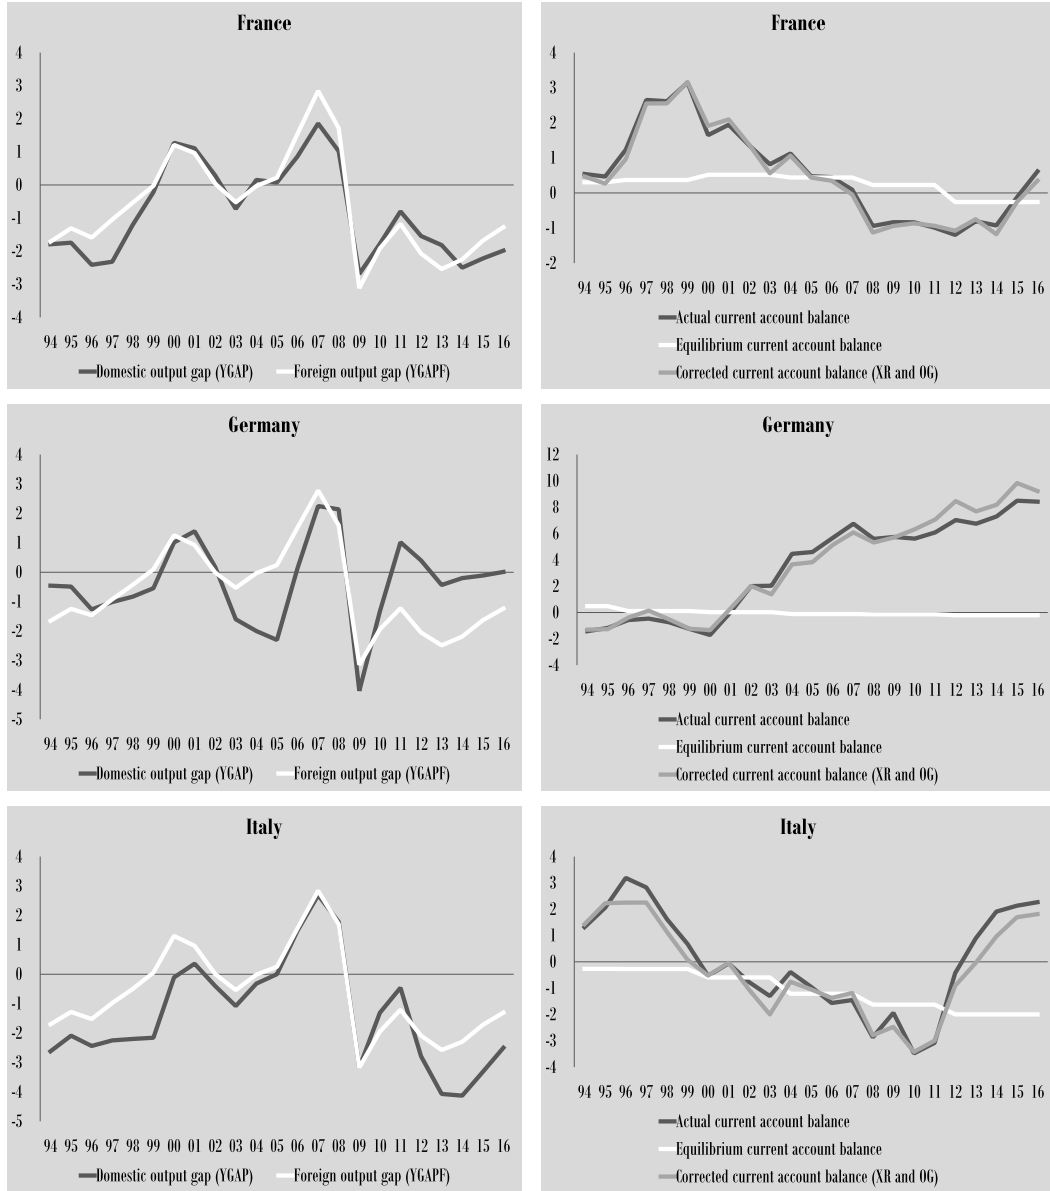 France
4
3
2
1
0
-1
-2
-3
-4
94 95 96 97 98 99 00 01 02 03 04 05 06 07 08 09 10 11 12 13 14 15 16
Domestic output gap (YGAP) Foreign output gap (YGAPF)
France
4
3
2
1
0
-1
-2
94 95 96 97 98 99 00 01 02 03 04 05 06 07 08 09 10 11 12 13 14 15 16
Actual current account balance
Equilibrium current account balance
Corrected current account balance (XR and OG)
Germany
4
3
2
1
0
-1
-2
-3
-4
-5
94 95 96 97 98 99 00 01 02 03 04 05 06 07 08 09 10 11 12 13 14 15 16
Domestic output gap (YGAP) Foreign output gap (YGAPF)
Germany
12
10
8
6
4
2
0
-2
-4
94 95 96 97 98 99 00 01 02 03 04 05 06 07 08 09 10 11 12 13 14 15 16
Actual current account balance
Equilibrium current account balance
Corrected current account balance (XR and OG)
Italy
4
3
2
1
0
-1
-2
-3
-4
-5
94 95 96 97 98 99 00 01 02 03 04 05 06 07 08 09 10 11 12 13 14 15 16
Domestic output gap (YGAP) Foreign output gap (YGAPF)
Italy
4
3
2
1
0
-1
-2
-3
-4
94 95 96 97 98 99 00 01 02 03 04 05 06 07 08 09 10 11 12 13 14 15 16
Actual current account balance
Equilibrium current account balance
Corrected current account balance (XR and OG)